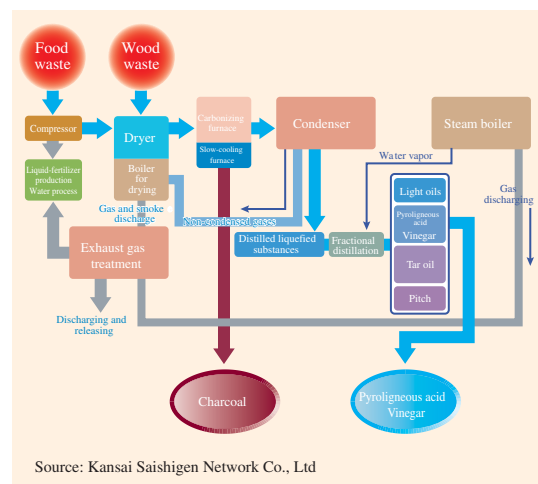 Food
waste
Wood
waste
Compressor
Dryer
Carbonizing
furnace
Condenser
Steam boiler
Slow-cooling
furnace
Liquid-fertilizer
production
Water process
Boiler
for
drying
Water vapor
Light oils
Gas
discharging
Gas and smoke
discharge
Non-condensed gases
Pyroligneous
acid
Vinegar
Exhaust gas
treatment
Distilled liquefied
substances
Fractional
distillation
Tar oil
Pitch
Discharging and
releasing
Charcoal
Pyroligneous acid
Vinegar
Source: Kansai Saishigen Network Co., Ltd